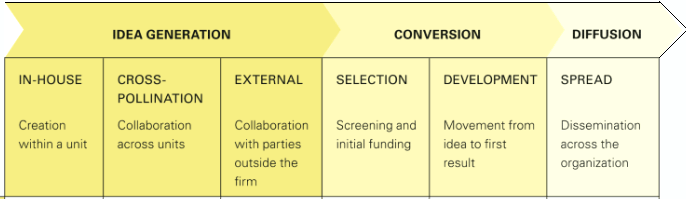 IDEA GENERATION
CONVERSION
DIFFUSION
IN-HOUSE
Creation
within a unit
CROSS-
POLLINATION
Collaboration
across units
EXTERNAL
Collaboration
with parties
outside the
firm
SELECTION
Screening and
initial funding
DEVELOPMENT
Movement from
idea to first
result
SPREAD
Dissemination
across the
organization